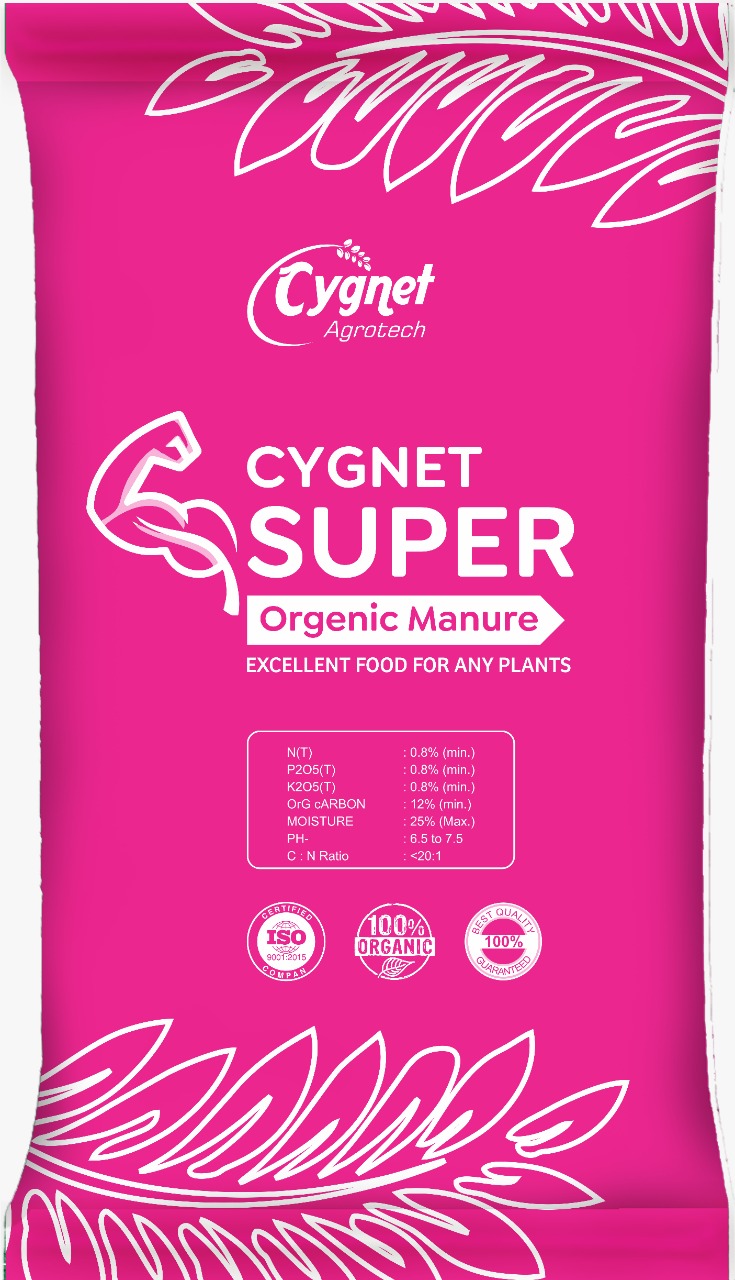 Cygnet
Agrotech
CYGNET
SUPER
Orgenic Manure
EXCELLENT FOOD FOR ANY PLANTS
N(T) : 0.8% (min.)
P2O5(T) : 0.8% (min.)
K2O5(T) : 0.8% (min.)
OrG cARBON : 12% (min.)
MOISTURE : 25% (Max.)
PH- : 6.5 to 7.5
C : N Ratio : <20:1
CERTIFIED
ISO
9001:2015
COMPAN
100%
ORGANIC
BEST QUALITY
100%
GUARANTEED